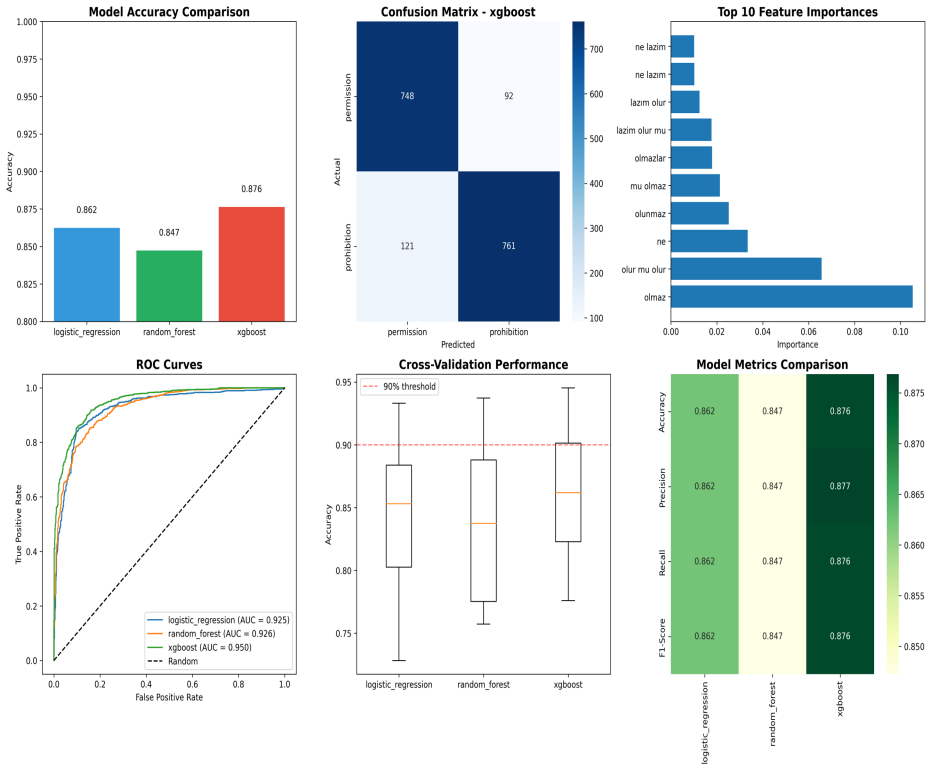 Model Accuracy Comparison
1.000
0.975
0.950
0.925
0.900
0.875
0.850
0.825
0.800
Accuracy
0.862
0.847
0.876
logistic_regression
random_forest
xgboost
Confusion Matrix - xgboost
Actual
permission
prohibition
748
92
121
761
permission
prohibition
Predicted
700
600
500
400
300
200
100
Top 10 Feature Importances
ne lazim
ne lazım
lazım olur
lazim olur mu
olmazlar
mu olmaz
olunmaz
ne
olur mu olur
olmaz
0.00
0.02
0.04
0.06
0.08
0.10
Importance
ROC Curves
True Positive Rate
1.0
0.8
0.6
0.4
0.2
0.0
logistic_regression (AUC = 0.925)
random_forest (AUC = 0.926)
xgboost (AUC = 0.950)
Random
0.0
0.2
0.4
0.6
0.8
1.0
False Positive Rate
Cross-Validation Performance
90% threshold
Accuracy
0.95
0.90
0.85
0.80
0.75
logistic_regression
random_forest
xgboost
Model Metrics Comparison
Accuracy
0.862
0.847
0.876
Precision
0.862
0.847
0.877
Recall
0.862
0.847
0.876
F1-Score
0.862
0.847
0.876
logistic_regression
random_forest
xgboost
0.875
0.870
0.865
0.860
0.855
0.850